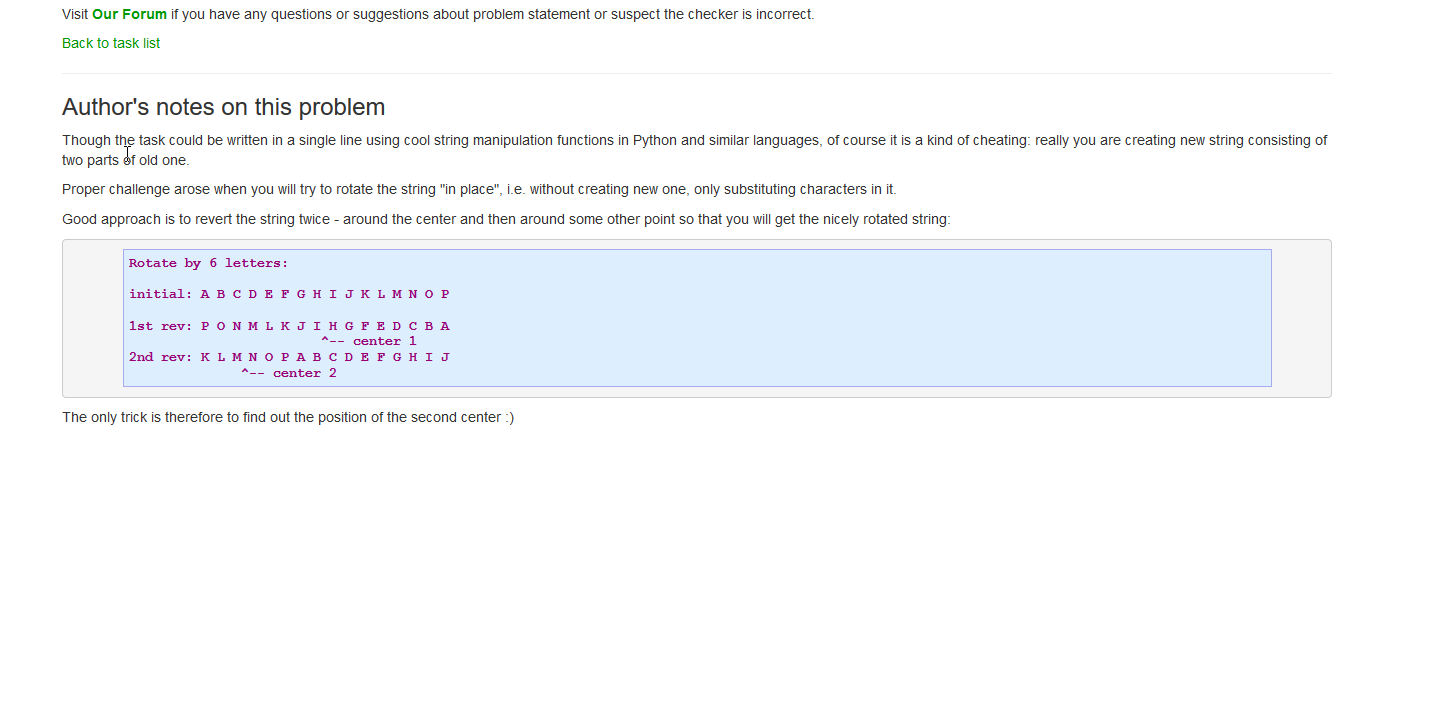 Visit Our Forum if you have any questions or suggestions about problem statement or suspect the checker is incorrect.
Back to task list
Author's notes on this problem
Though the task could be written in a single line using cool string manipulation functions in Python and similar languages, of course it is a kind of cheating: really you are creating new string consisting of
two parts of old one.
Proper challenge arose when you will try to rotate the string "in place", i.e. without creating new one, only substituting characters in it.
Good approach is to revert the string twice - around the center and then around some other point so that you will get the nicely rotated string:
Rotate by 6 letters:
initial: A B C D E F G H I J K L M N O P
1st rev: P O N M L K J I H G F E D C B A
^-- center 1
2nd rev: K L M N O P A B C D E F G H I J
^-- center 2
The only trick is therefore to find out the position of the second center :)